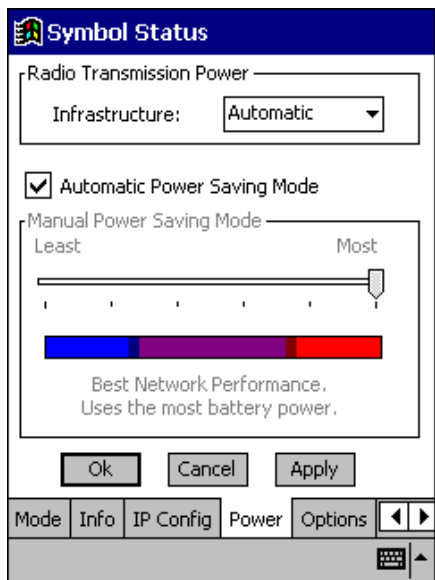 Symbol Status
Radio Transmission Power
Infrastructure: Automatic
Automatic Power Saving Mode
Manual Power Saving Mode
Least Most
Best Network Performance.
Uses the most battery power.
Ok Cancel Apply
Mode Info IP Config Power Options